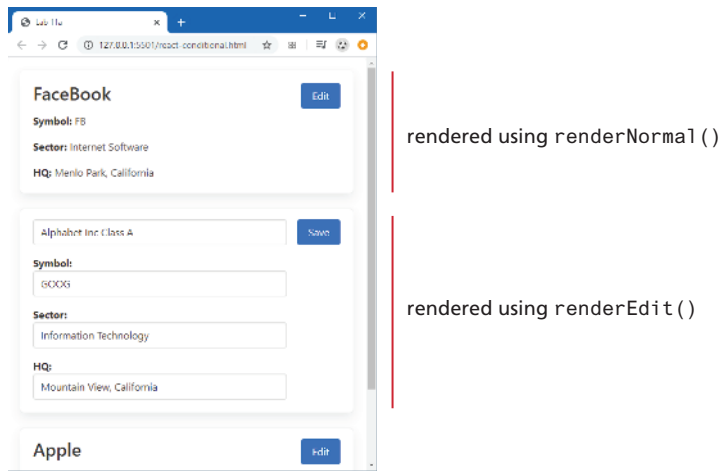 Lab 11a
127.0.0.1:5501/react-conditional.html
FaceBook
Edit
Symbol: FB
Sector: Internet Software
HQ: Menlo Park, California
rendered using renderNormal()
Alphabet Inc Class A
Save
Symbol:
GOOG
Sector:
Information Technology
HQ:
Mountain View, California
rendered using renderEdit()
Apple
Edit